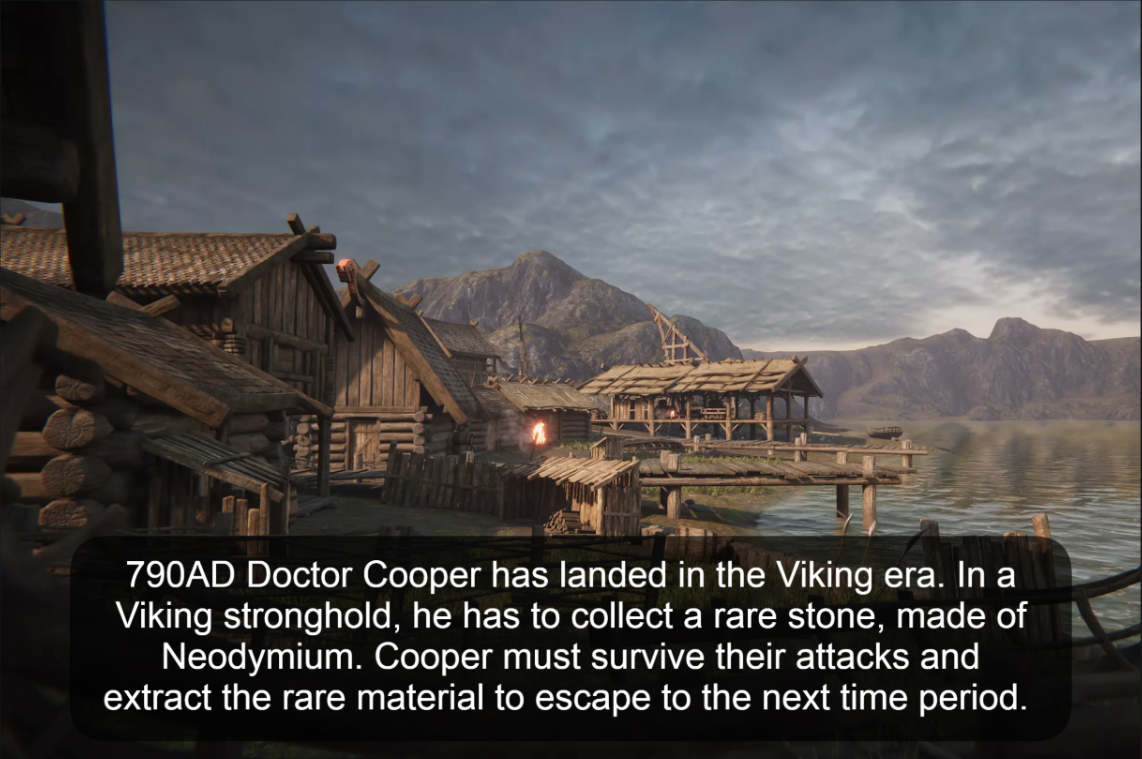 790AD Doctor Cooper has landed in the Viking era. In a
Viking stronghold, he has to collect a rare stone, made of
Neodymium. Cooper must survive their attacks and
extract the rare material to escape to the next time period.